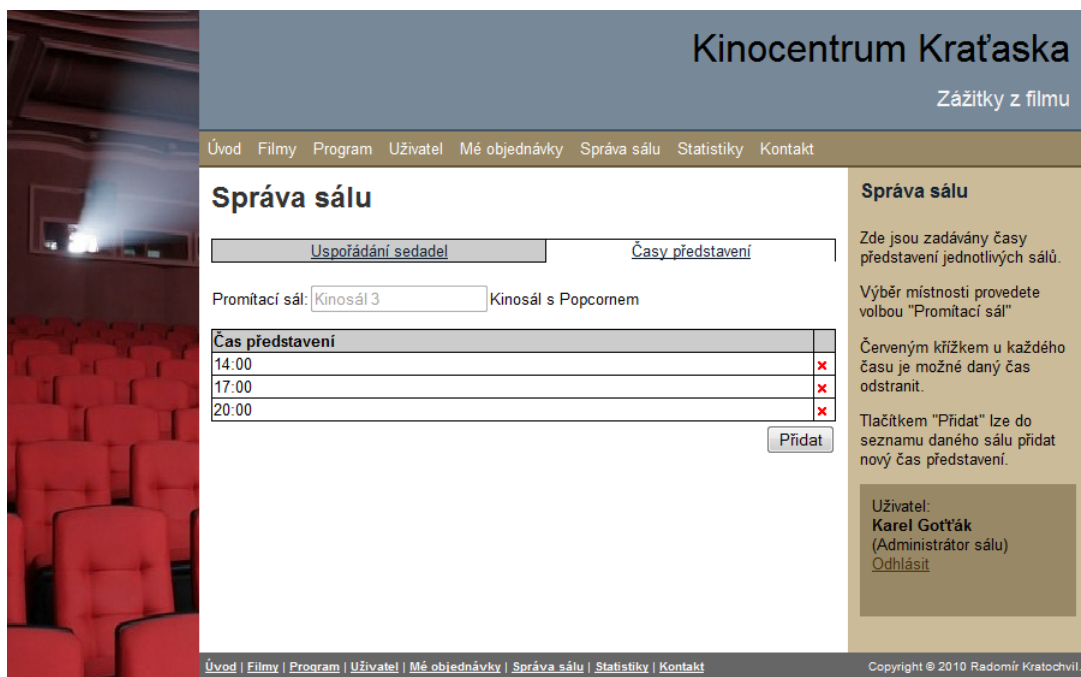 Kinocentrum Kraťaska
Zážitky z filmu
Úvod Filmy Program Uživatel Mé objednávky Správa sálu Statistiky Kontakt
Správa sálu
Uspořádání sedadel Časy představení
Promítací sál: Kinosál 3 Kinosál s Popcornem
Čas představení
14:00
17:00
20:00
Přidat
Správa sálu
Zde jsou zadávány časy
představení jednotlivých sálů.
Výběr místnosti provedete
volbou "Promítací sál"
Červeným křížkem u každého
času je možné daný čas
odstranit.
Tlačítkem "Přidat" lze do
seznamu daného sálu přidat
nový čas představení.
Uživatel:
Karel Gotťák
(Administrátor sálu)
Odhlásit
Úvod | Filmy | Program | Uživatel | Mé objednávky | Správa sálu | Statistiky | Kontakt
Copyright © 2010 Radomír Kratochvil.